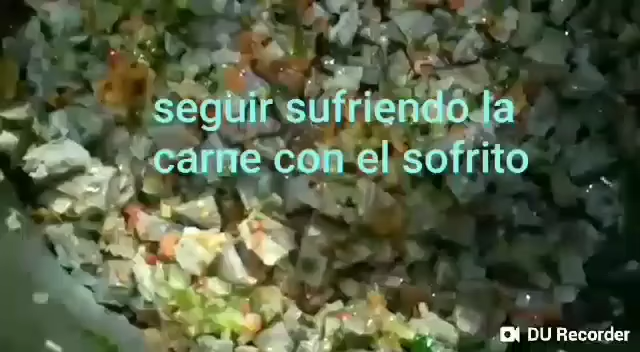 seguir sufriendo la
carne con el sofrito
DU Recorder